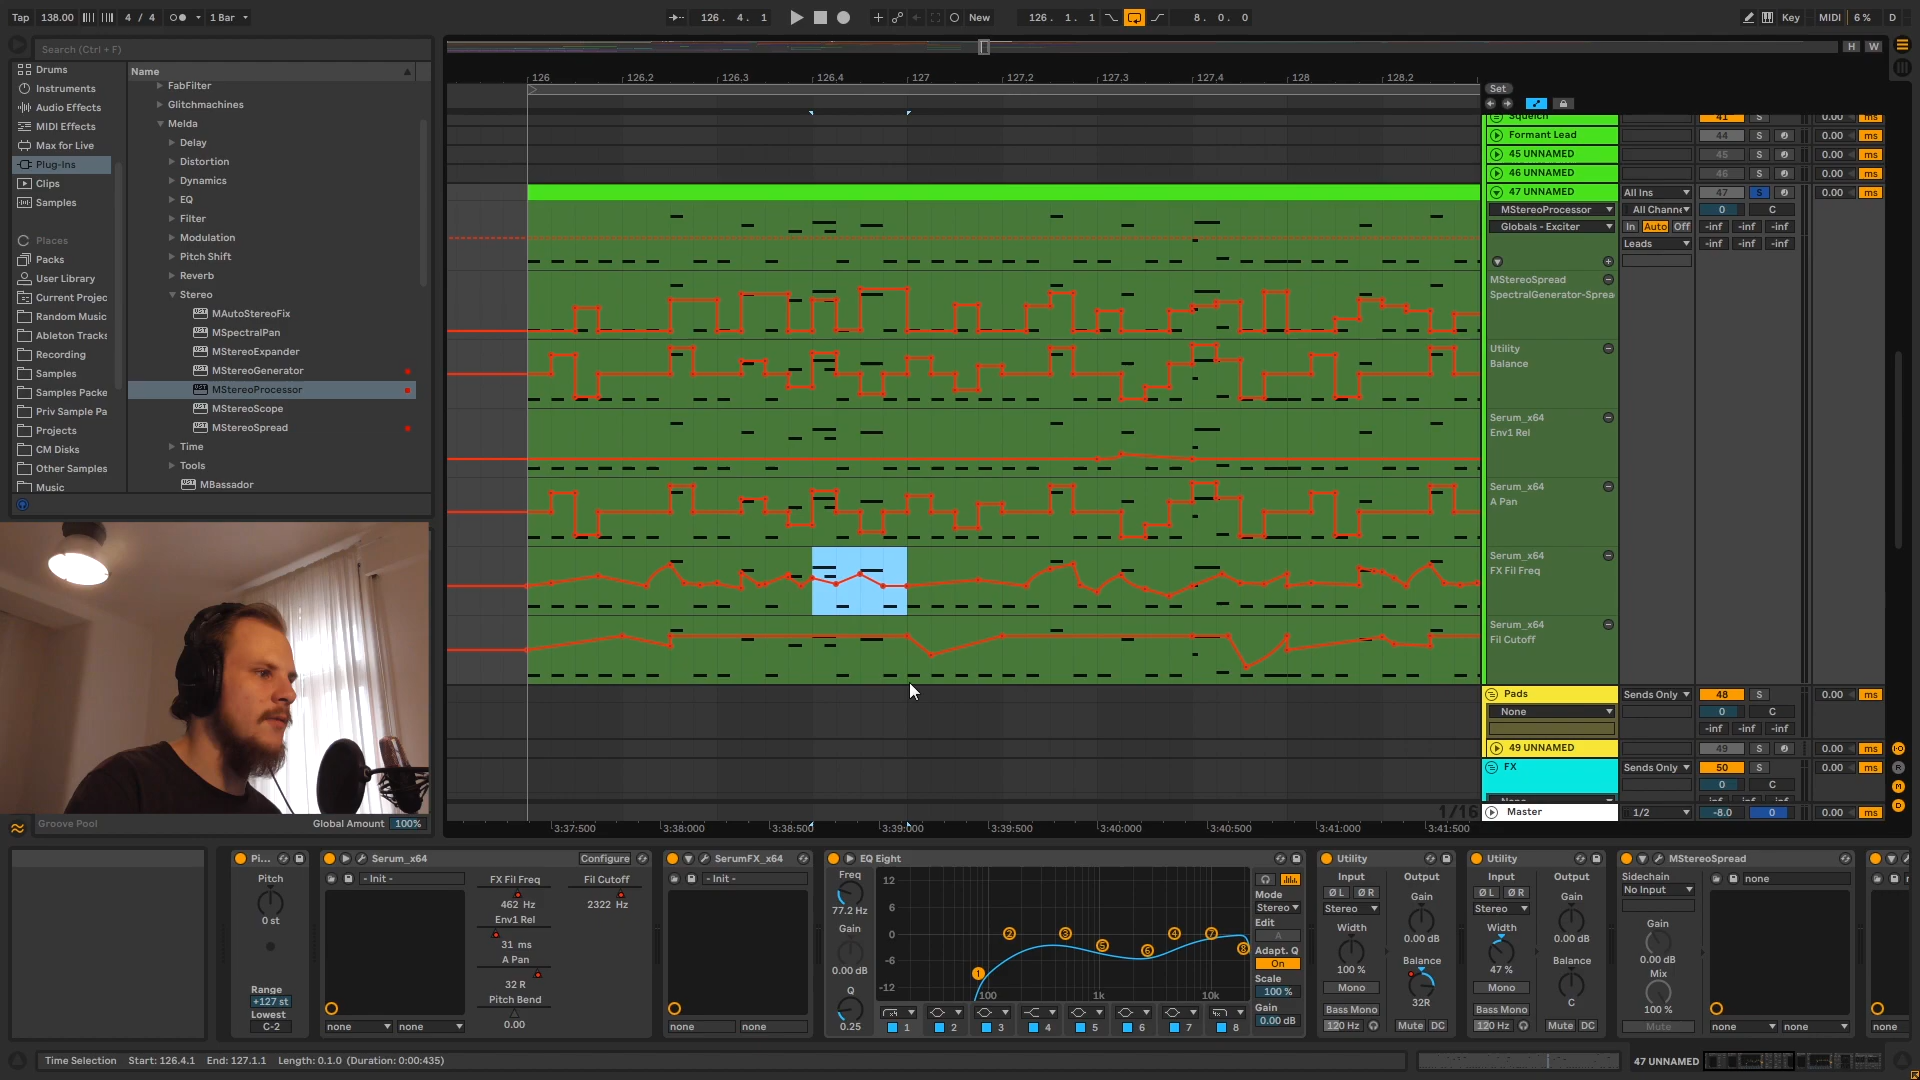 Tap 138.00 4 / 4 1 Bar 126. 4. 1 New 126. 1. 1 8. 0. 0 Key MIDI 6 % D
Search (Ctrl + F)
H W
Drums
Instruments
Audio Effects
MIDI Effects
Max for Live
Plug-Ins
Clips
Samples
Places
Packs
User Library
Current Projec
Random Music
Ableton Tracks
Recording
Samples
Samples Packe
Priv Sample Pa
Projects
CM Disks
Other Samples
Music
Name
FabFilter
Glitchmachines
Melda
Delay
Distortion
Dynamics
EQ
Filter
Modulation
Pitch Shift
Reverb
Stereo
MAutoStereoFix
MSpectralPan
MStereoExpander
MStereoGenerator
MStereoProcessor
MStereoScope
MStereoSpread
Time
Tools
MBassador
126 126,2 126,3 126,4 127 127,2 127,3 127,4 128 128,2
Set
Squelch 41 S 0.00 ms
Formant Lead 44 S 0.00 ms
45 UNNAMED 45 S 0.00 ms
46 UNNAMED 46 S 0.00 ms
47 UNNAMED All Ins 47 S 0.00 ms
MStereoProcessor All Channe 0 C
Globals - Exciter In Auto Off -inf -inf -inf
Leads -inf -inf -inf
MStereoSpread
SpectralGenerator-Sprea
Utility
Balance
Serum_x64
Env1 Rel
Serum_x64
A Pan
Serum_x64
FX Fil Freq
Serum_x64
Fil Cutoff
Pads Sends Only 48 S 0.00 ms
None 0 C
-inf -inf -inf
49 UNNAMED 49 S 0.00 ms
FX Sends Only 50 S 0.00 ms
0 C
1/16
Master 1/2 -8.0 0 0.00 ms
R
M
D
3:37:500 3:38:000 3:38:500 3:39:000 3:39:500 3:40:000 3:40:500 3:41:000 3:41:500
Groove Pool Global Amount 100%
Pi...
Pitch
0 st
Range
+127 st
Lowest
C-2
Serum_x64 Configure
- Init -
none none
FX Fil Freq
462 Hz
Env1 Rel
31 ms
A Pan
32 R
Pitch Bend
0.00
Fil Cutoff
2322 Hz
SerumFX_x64
- Init -
none none
EQ Eight
Freq
77.2 Hz
Gain
0.00 dB
Q
0.25
12
6
0
-6
-12
100 1k 10k
1 2 3 4 5 6 7 8
1 2 3 4 5 6 7 8
Mode
Stereo
Edit
A
Adapt. Q
On
Scale
100 %
Gain
0.00 dB
Utility
Input Output
Ø L Ø R Gain
Stereo
0.00 dB
Width
100 % Balance
Mono
32R
Bass Mono
120 Hz Mute DC
Utility
Input Output
Ø L Ø R Gain
Stereo
0.00 dB
Width
47 % Balance
Mono
C
Bass Mono
120 Hz Mute DC
MStereoSpread
Sidechain
No Input
Gain
0.00 dB
Mix
100 %
Mute
none
none none
none
Time Selection Start: 126.4.1 End: 127.1.1 Length: 0.1.0 (Duration: 0:00:435)
47 UNNAMED